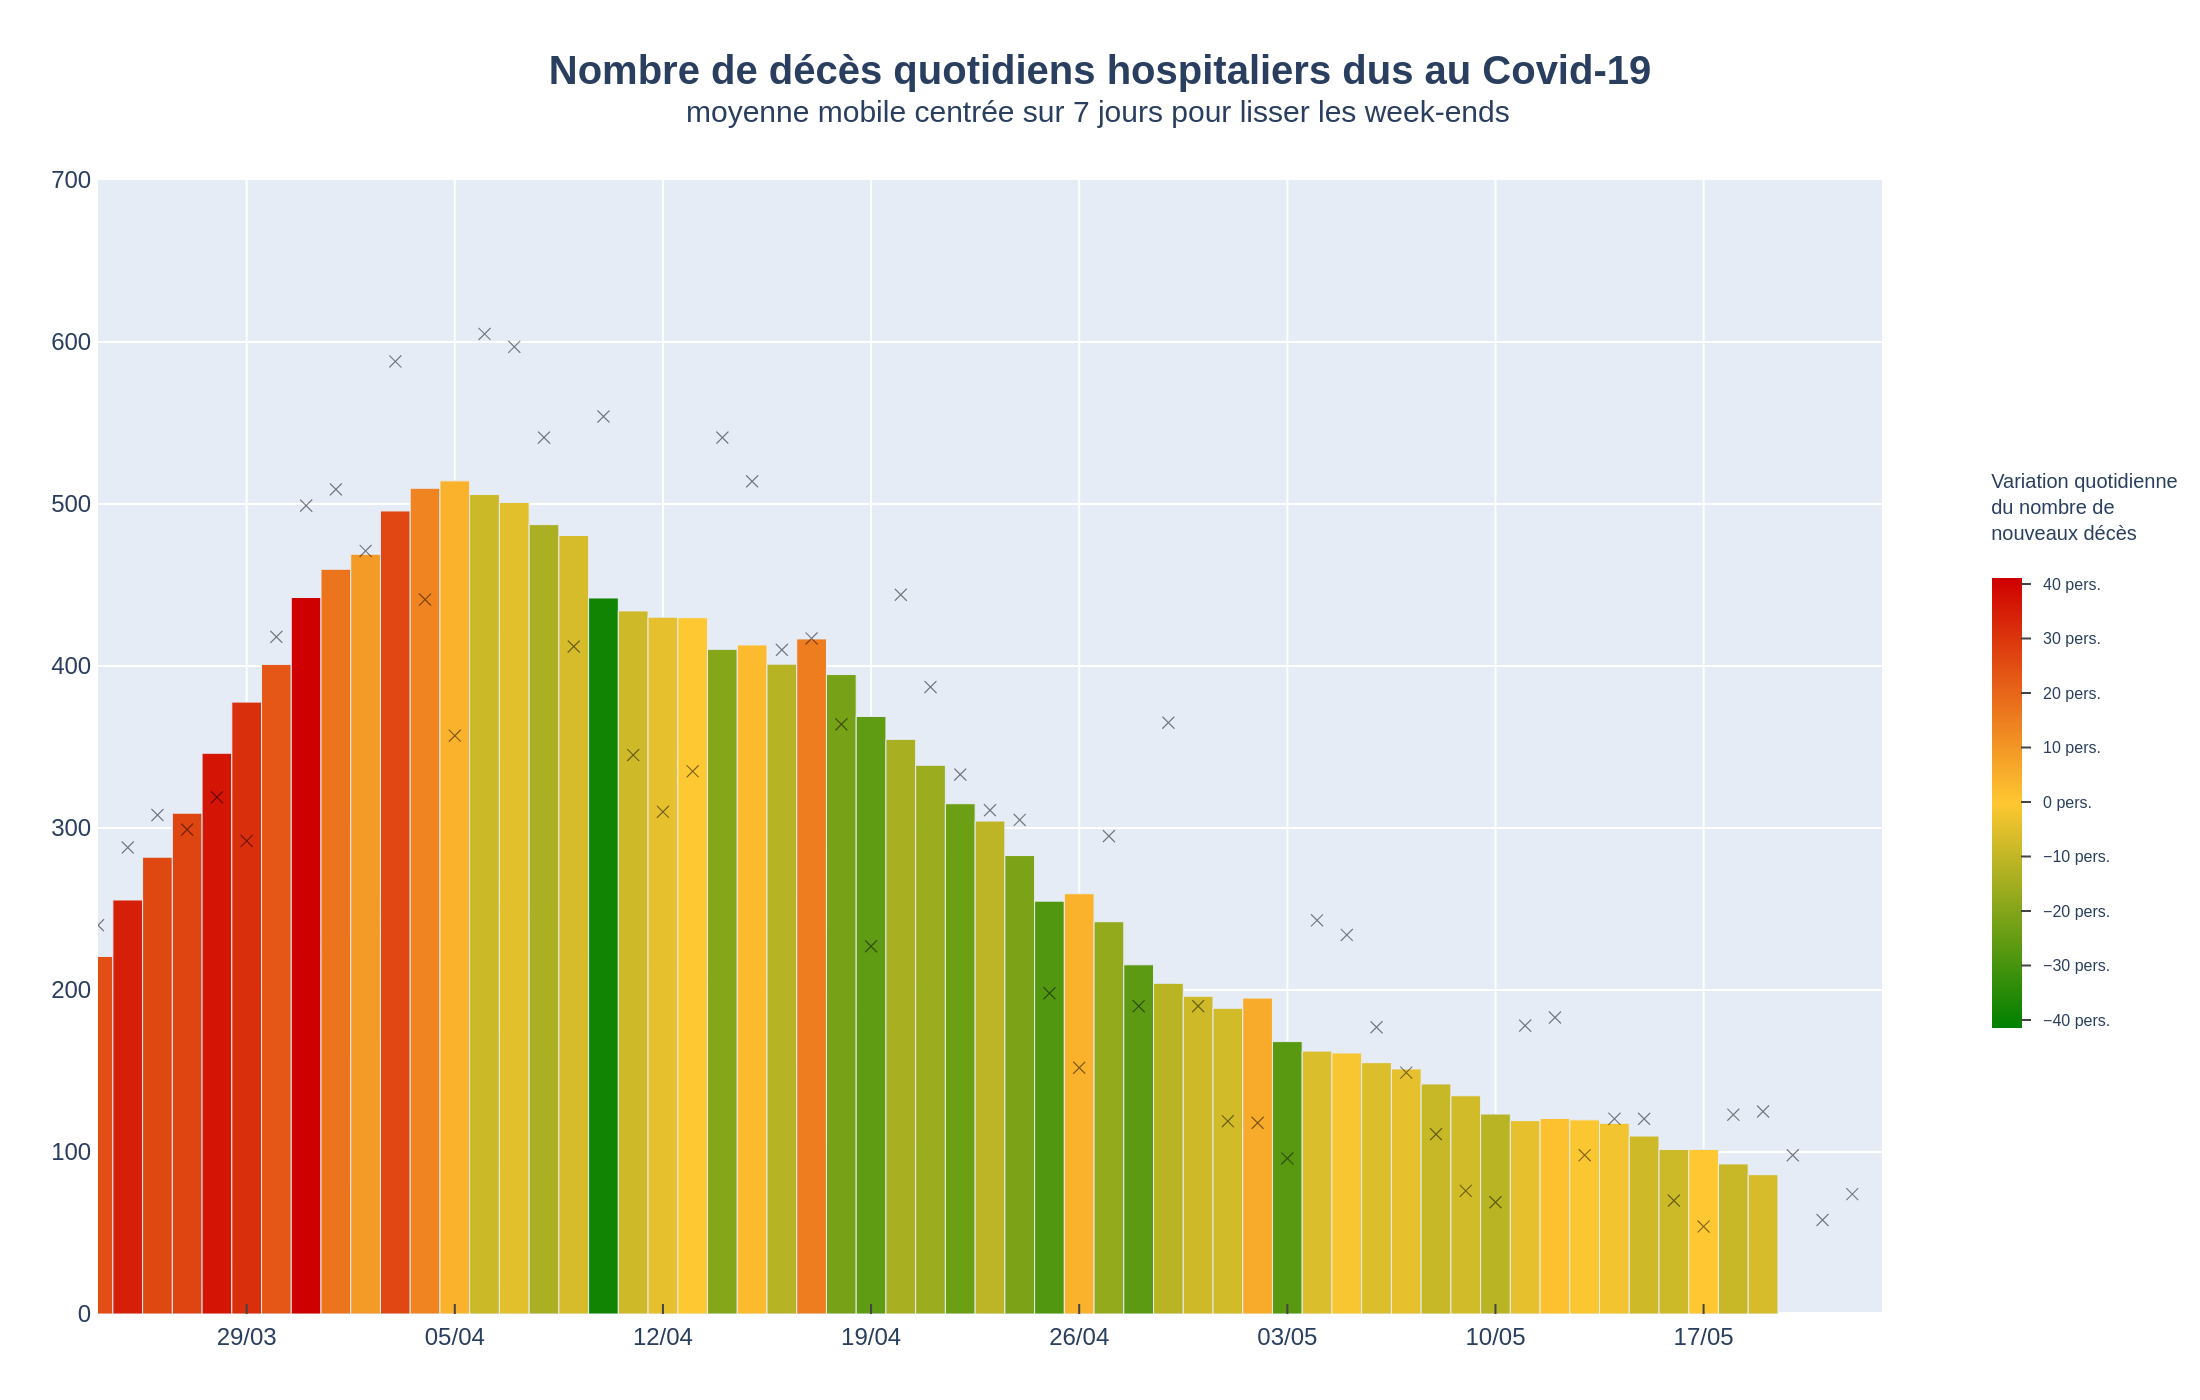 Nombre de décès quotidiens hospitaliers dus au Covid-19
moyenne mobile centrée sur 7 jours pour lisser les week-ends
700
600
500
400
300
200
100
0
29/03
05/04
12/04
19/04
26/04
03/05
10/05
17/05
Variation quotidienne
du nombre de
nouveaux décès
40 pers.
30 pers.
20 pers.
10 pers.
0 pers.
−10 pers.
−20 pers.
−30 pers.
−40 pers.